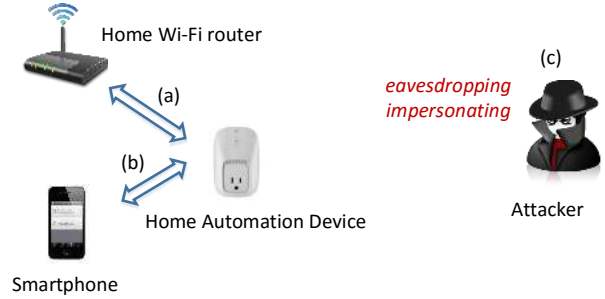 Home Wi-Fi router
(c)
eavesdropping
impersonating
(a)
(b)
Home Automation Device
Attacker
Smartphone